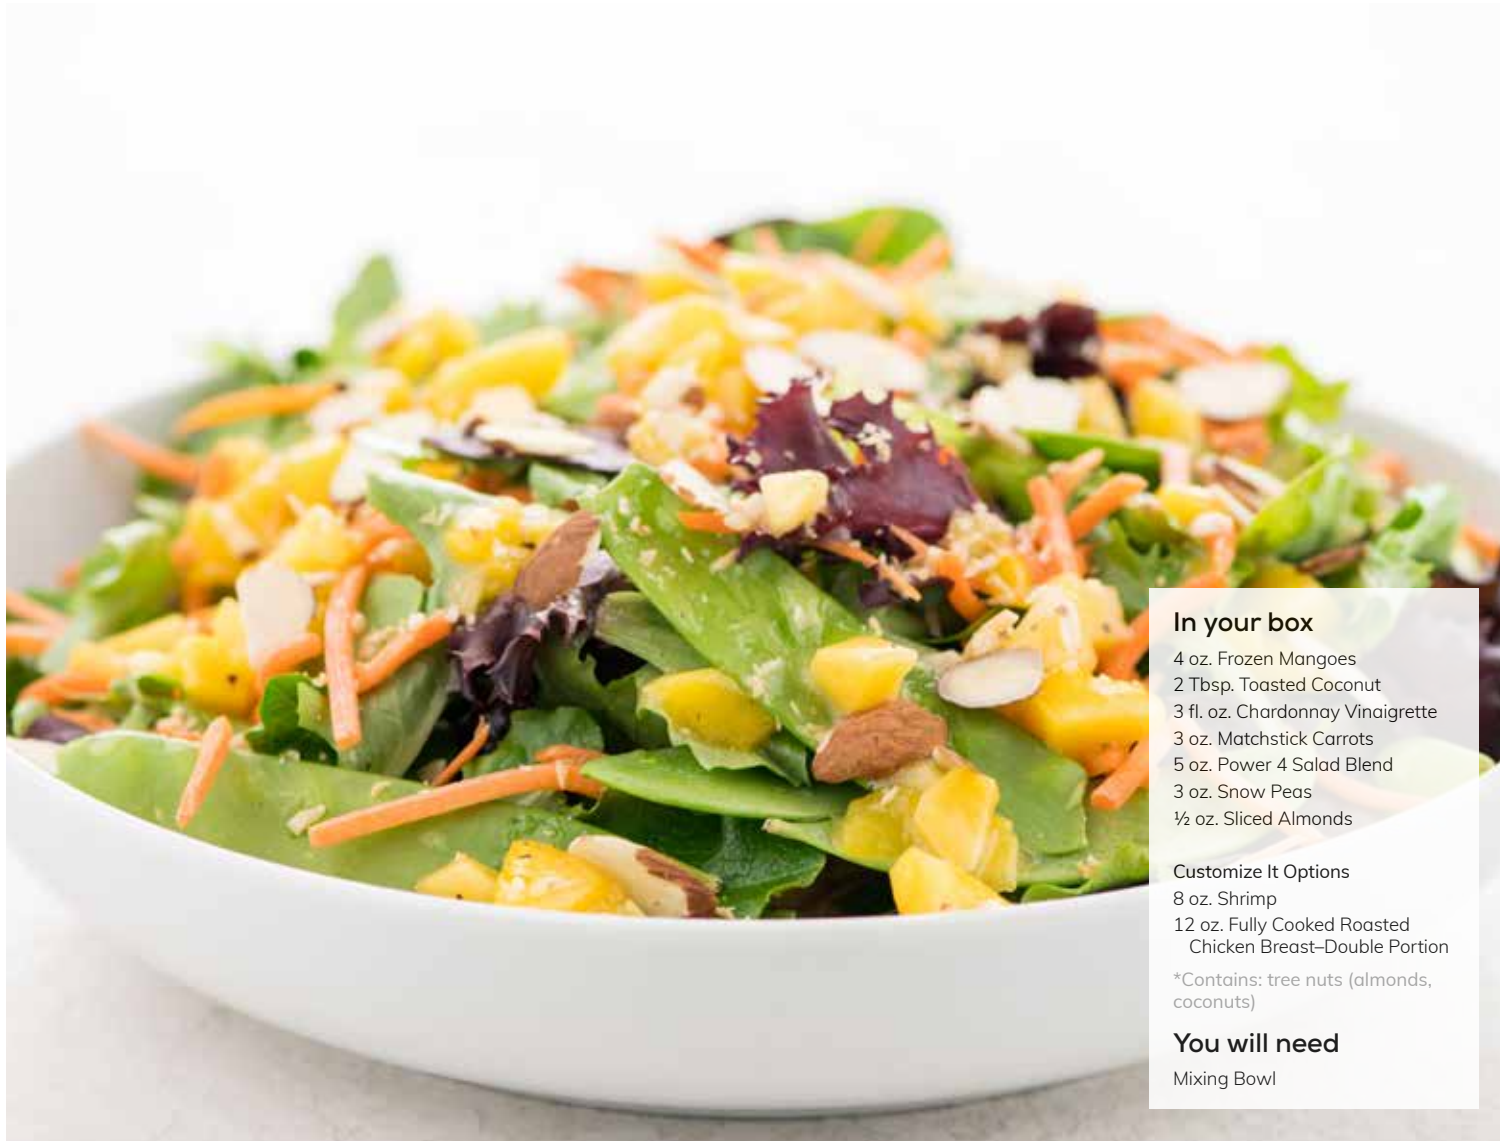 In your box
4 oz. Frozen Mangoes
2 Tbsp. Toasted Coconut
3 fl. oz. Chardonnay Vinaigrette
3 oz. Matchstick Carrots
5 oz. Power 4 Salad Blend
3 oz. Snow Peas
½ oz. Sliced Almonds
Customize It Options
8 oz. Shrimp
12 oz. Fully Cooked Roasted
Chicken Breast–Double Portion
*Contains: tree nuts (almonds,
coconuts)
You will need
Mixing Bowl